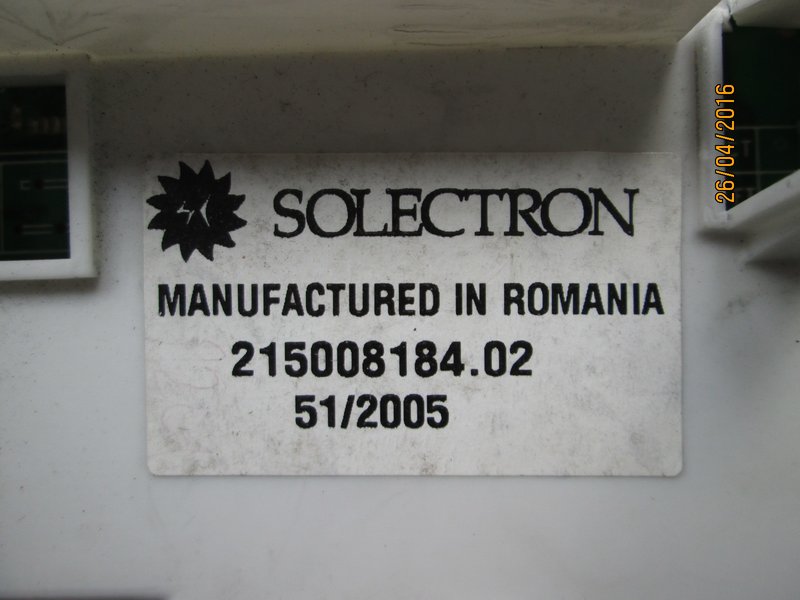 SOLECTRON
MANUFACTURED IN ROMANIA
215008184.02
51/2005
26/04/2016